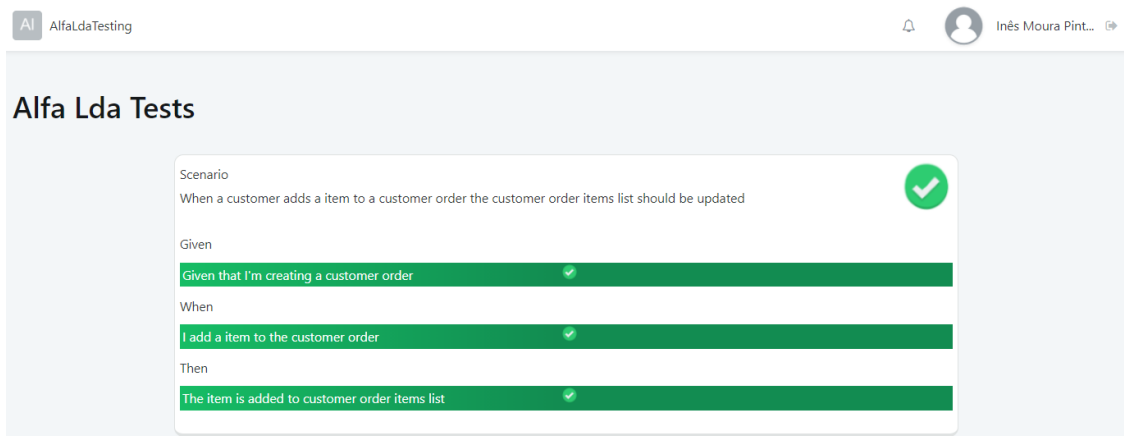 AI AlfaLdaTesting
Inês Moura Pint...
Alfa Lda Tests
Scenario
When a customer adds a item to a customer order the customer order items list should be updated
Given
Given that I'm creating a customer order
When
I add a item to the customer order
Then
The item is added to customer order items list